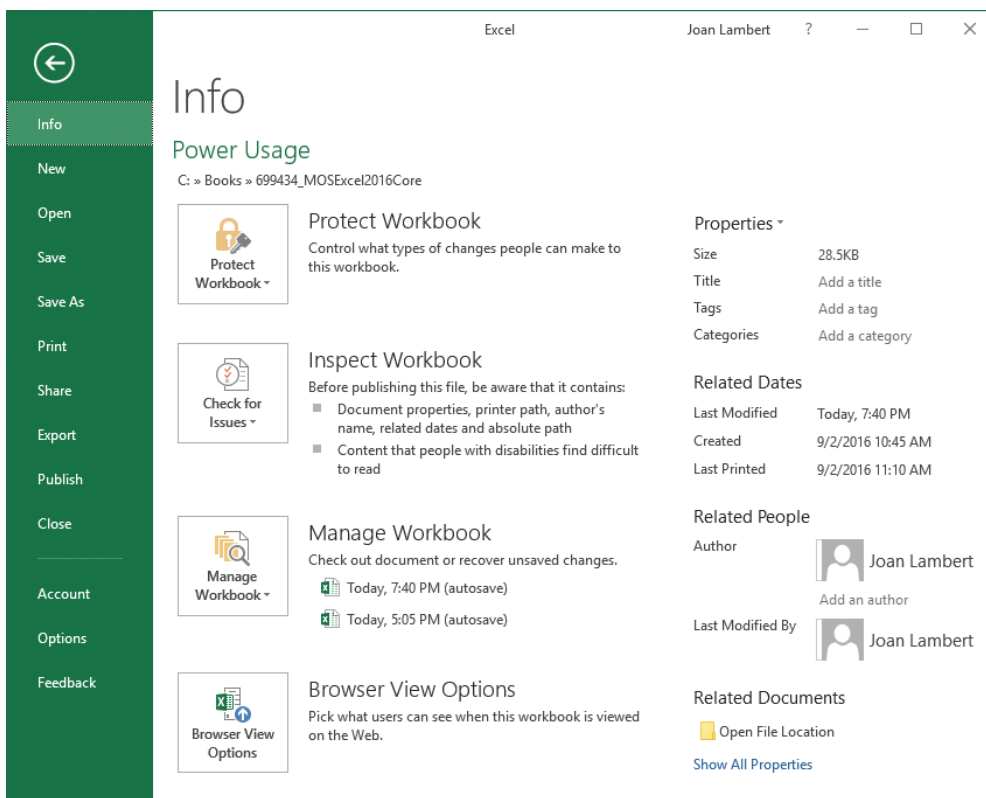 Excel
Joan Lambert
?
Info
New
Open
Save
Save As
Print
Share
Export
Publish
Close
Account
Options
Feedback
Info
Power Usage
C: » Books » 699434_MOSExcel2016Core
Protect
Workbook
Protect Workbook
Control what types of changes people can make to
this workbook.
Check for
Issues
Inspect Workbook
Before publishing this file, be aware that it contains:
Document properties, printer path, author's
name, related dates and absolute path
Content that people with disabilities find difficult
to read
Manage
Workbook
Manage Workbook
Check out document or recover unsaved changes.
Today, 7:40 PM (autosave)
Today, 5:05 PM (autosave)
Browser View
Options
Browser View Options
Pick what users can see when this workbook is viewed
on the Web.
Properties
Size 28.5KB
Title Add a title
Tags Add a tag
Categories Add a category
Related Dates
Last Modified Today, 7:40 PM
Created 9/2/2016 10:45 AM
Last Printed 9/2/2016 11:10 AM
Related People
Author Joan Lambert
Add an author
Last Modified By Joan Lambert
Related Documents
Open File Location
Show All Properties